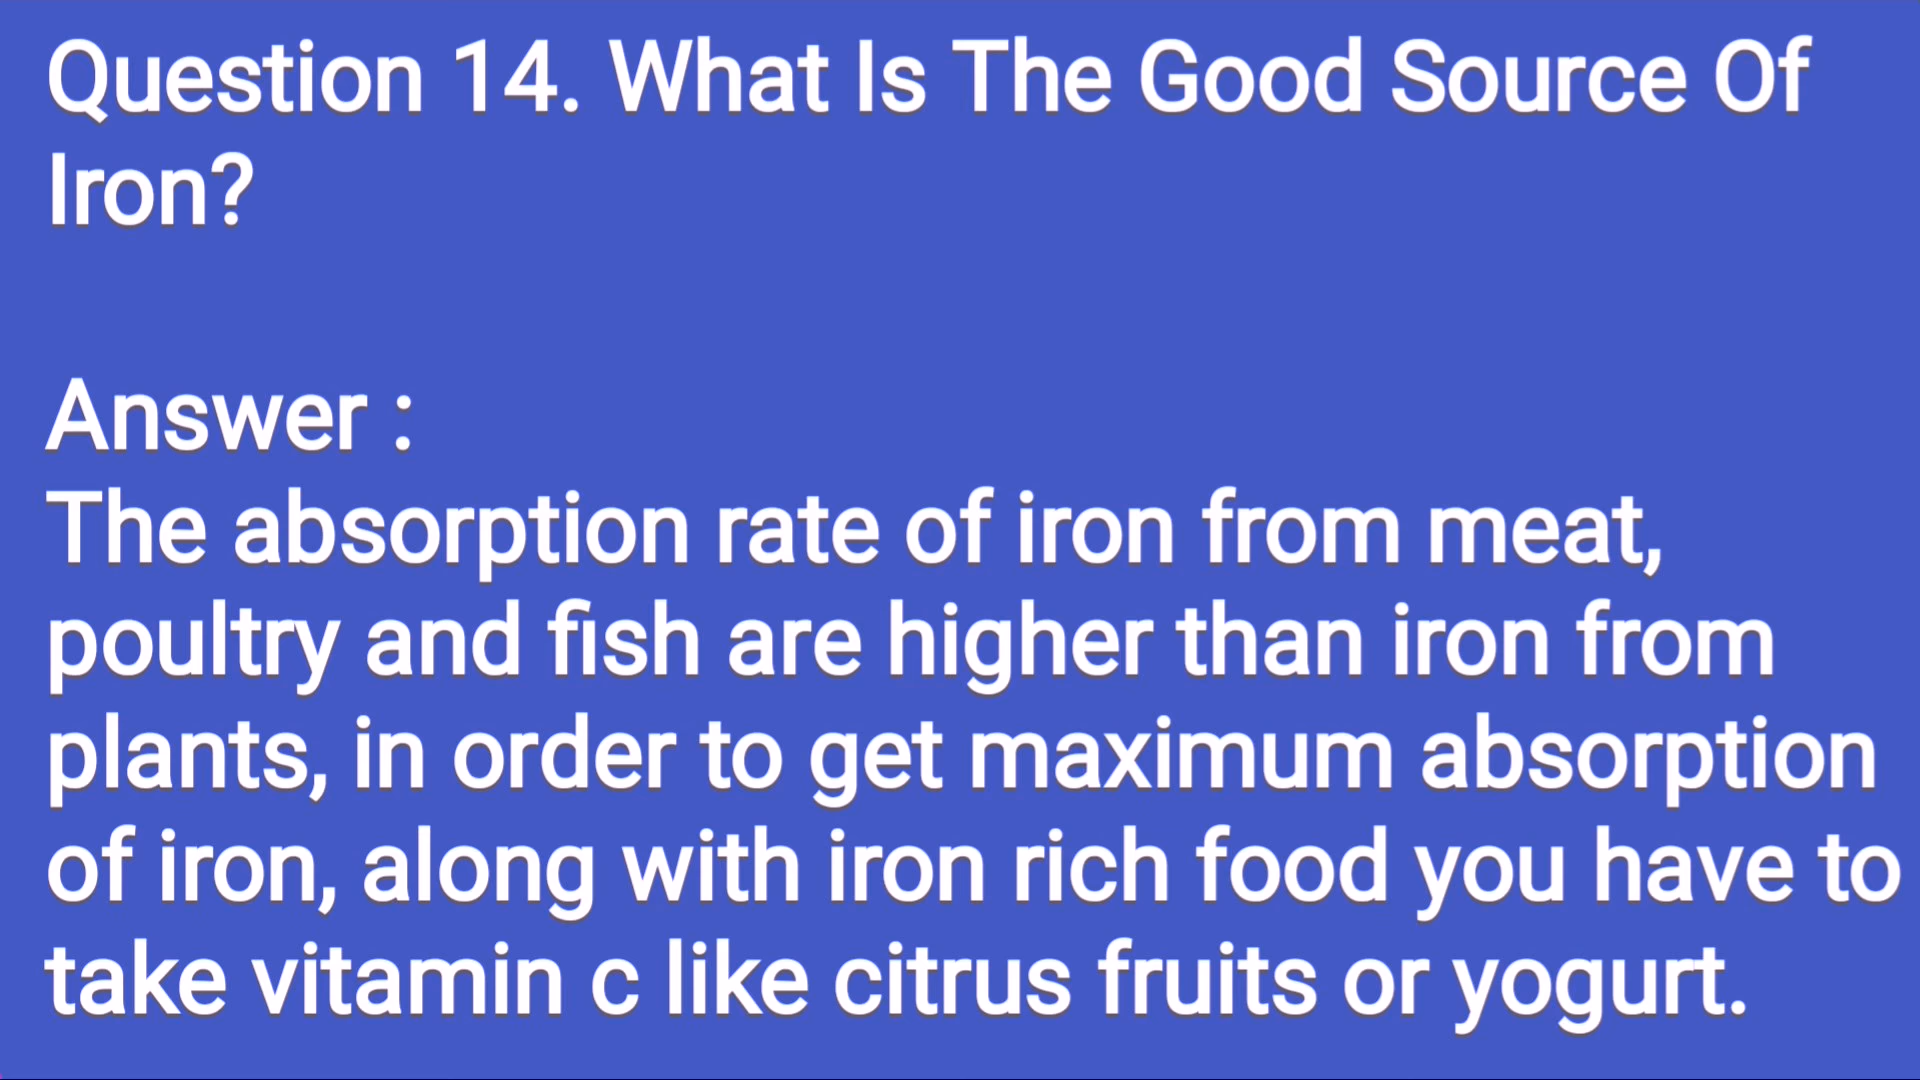 Question 14. What Is The Good Source Of
Iron?
Answer :
The absorption rate of iron from meat,
poultry and fish are higher than iron from
plants, in order to get maximum absorption
of iron, along with iron rich food you have to
take vitamin c like citrus fruits or yogurt.